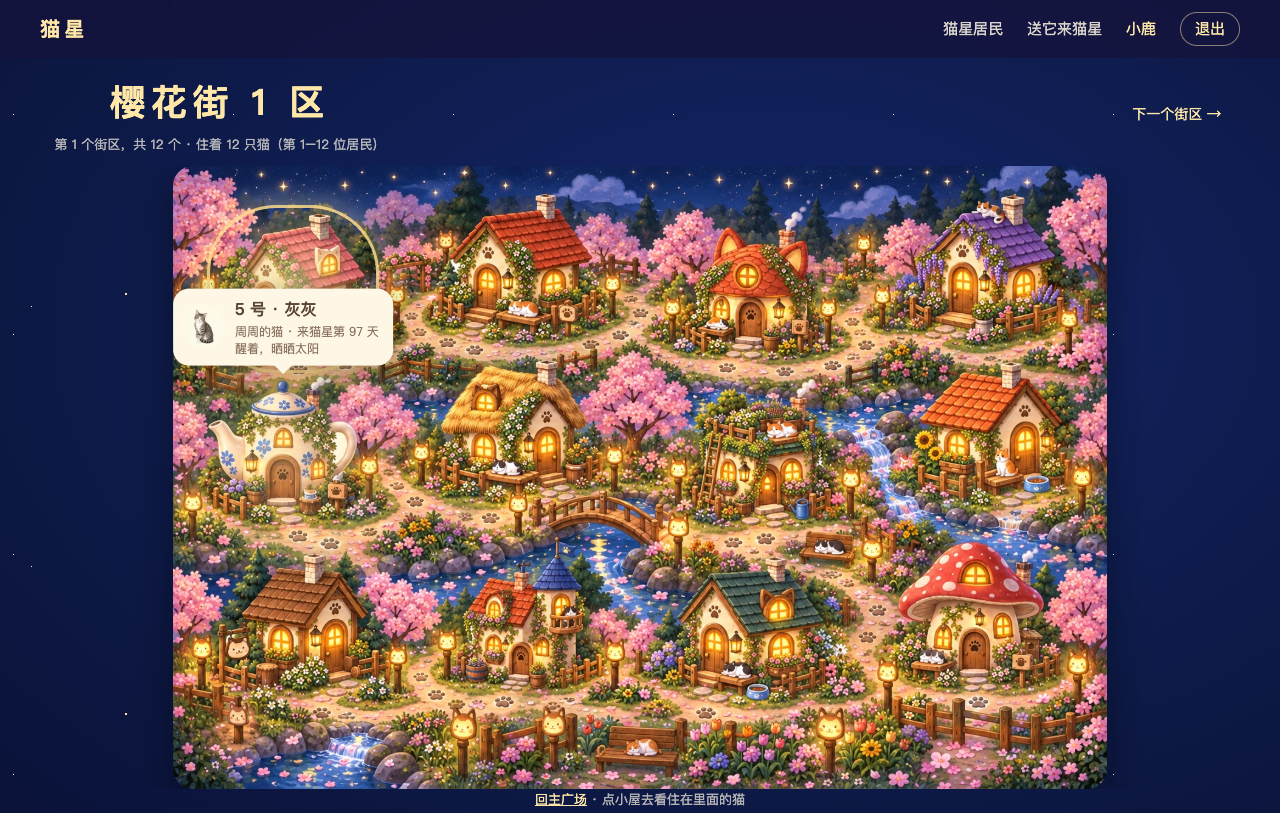 猫星
猫星居民 送它来猫星 小鹿 退出
樱花街 1 区
下一个街区 →
第 1 个街区，共 12 个 · 住着 12 只猫（第 1—12 位居民）
5 号 · 灰灰
周周的猫 · 来猫星第 97 天
醒着，晒晒太阳
回主广场 · 点小屋去看住在里面的猫